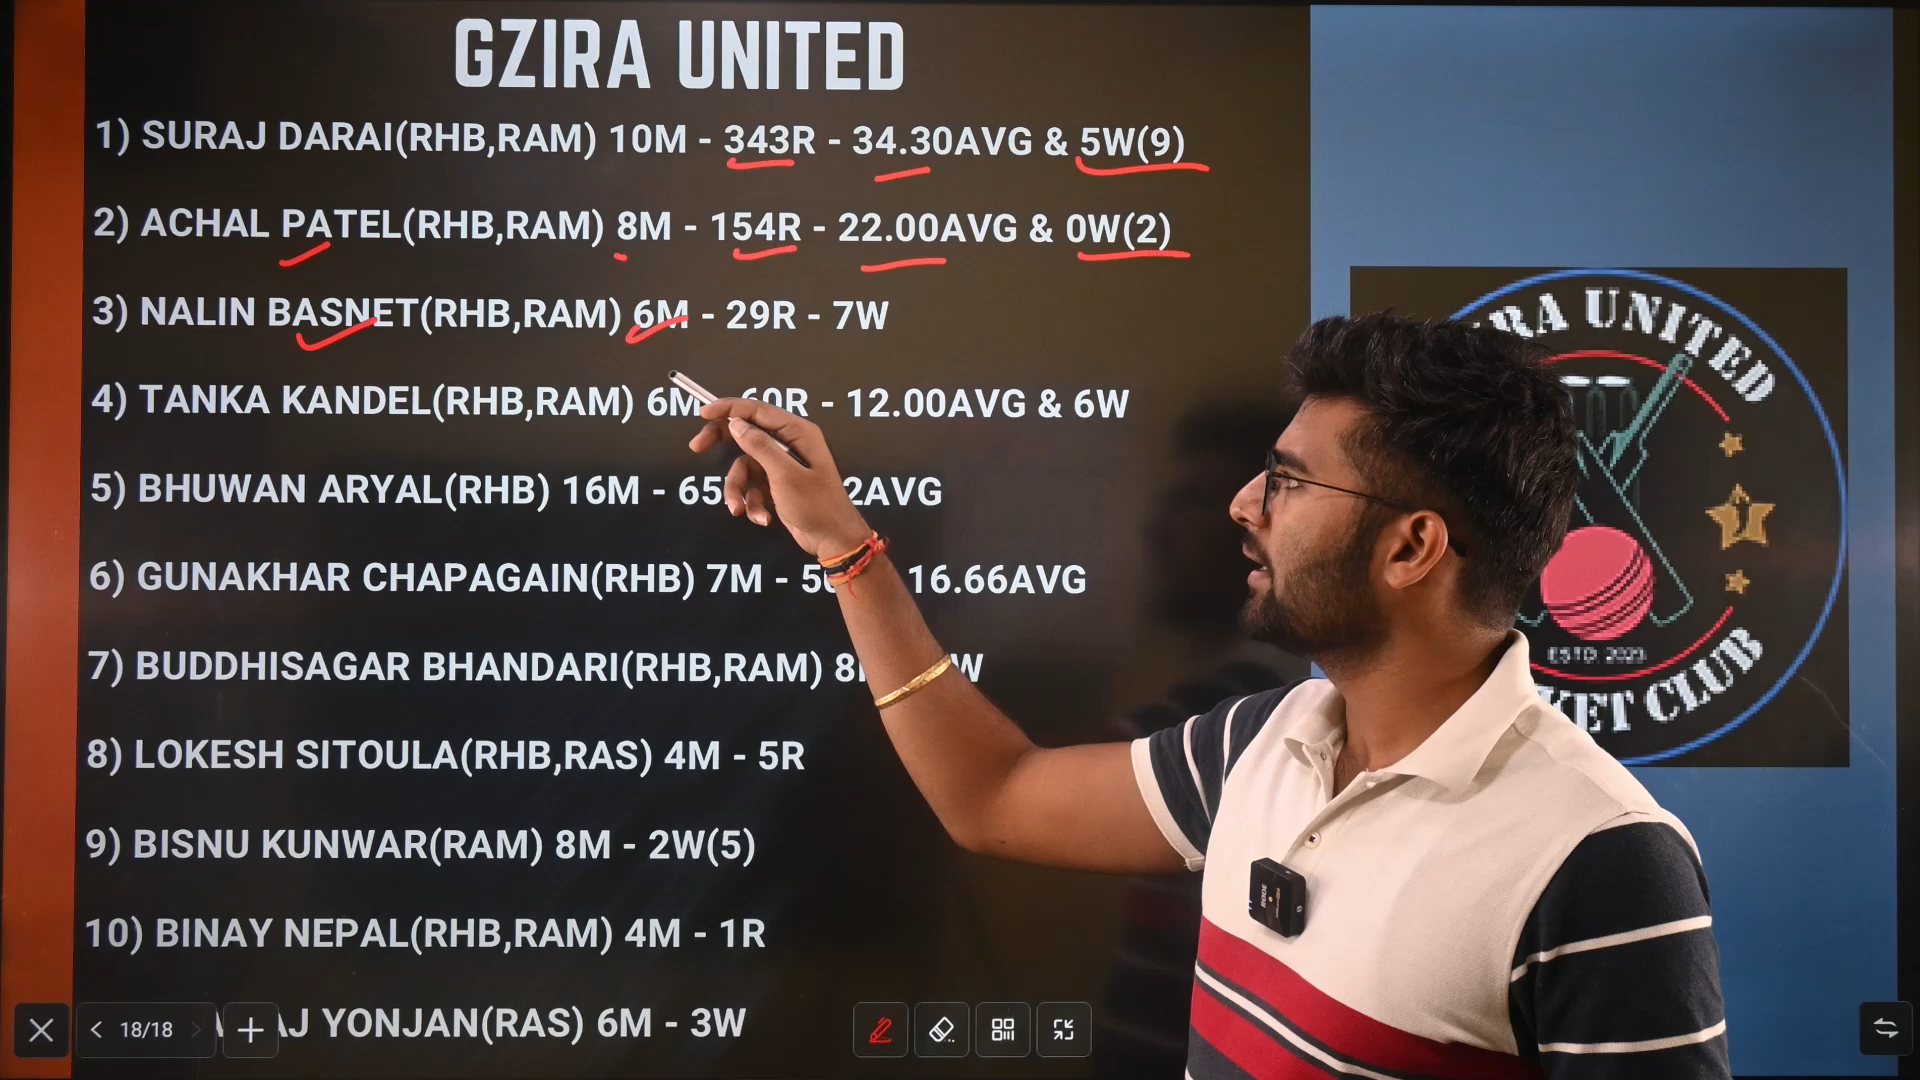 GZIRA UNITED
1) SURAJ DARAI(RHB,RAM) 10M - 343R - 34.30AVG & 5W(9)
2) ACHAL PATEL(RHB,RAM) 8M - 154R - 22.00AVG & 0W(2)
3) NALIN BASNET(RHB,RAM) 6M - 29R - 7W
4) TANKA KANDEL(RHB,RAM) 6M 60R - 12.00AVG & 6W
5) BHUWAN ARYAL(RHB) 16M - 65 2AVG
6) GUNAKHAR CHAPAGAIN(RHB) 7M - 16.66AVG
7) BUDDHISAGAR BHANDARI(RHB,RAM) W
8) LOKESH SITOULA(RHB,RAS) 4M - 5R
9) BISNU KUNWAR(RAM) 8M - 2W(5)
10) BINAY NEPAL(RHB,RAM) 4M - 1R
AJ YONJAN(RAS) 6M - 3W
18/18
UNITED
ESTD. 2023
CLUB
RODE